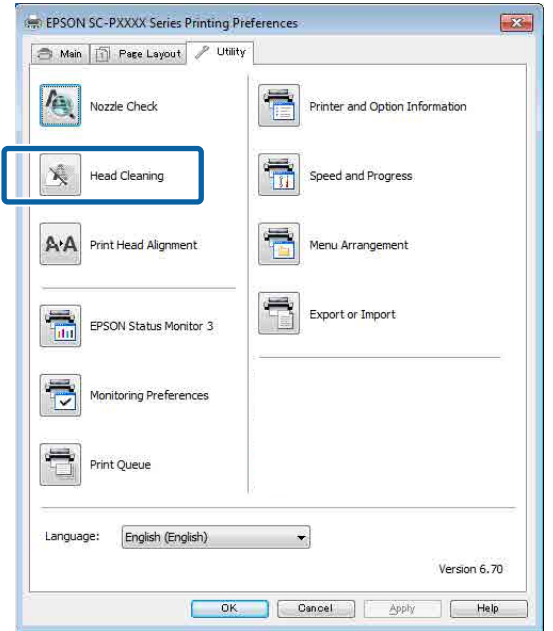 EPSON SC-PXXXX Series Printing Preferences
Main
Page Layout
Utility
Nozzle Check
Printer and Option Information
Head Cleaning
Speed and Progress
Print Head Alignment
Menu Arrangement
EPSON Status Monitor 3
Export or Import
Monitoring Preferences
Print Queue
Language: English (English)
Version 6.70
OK
Cancel
Apply
Help